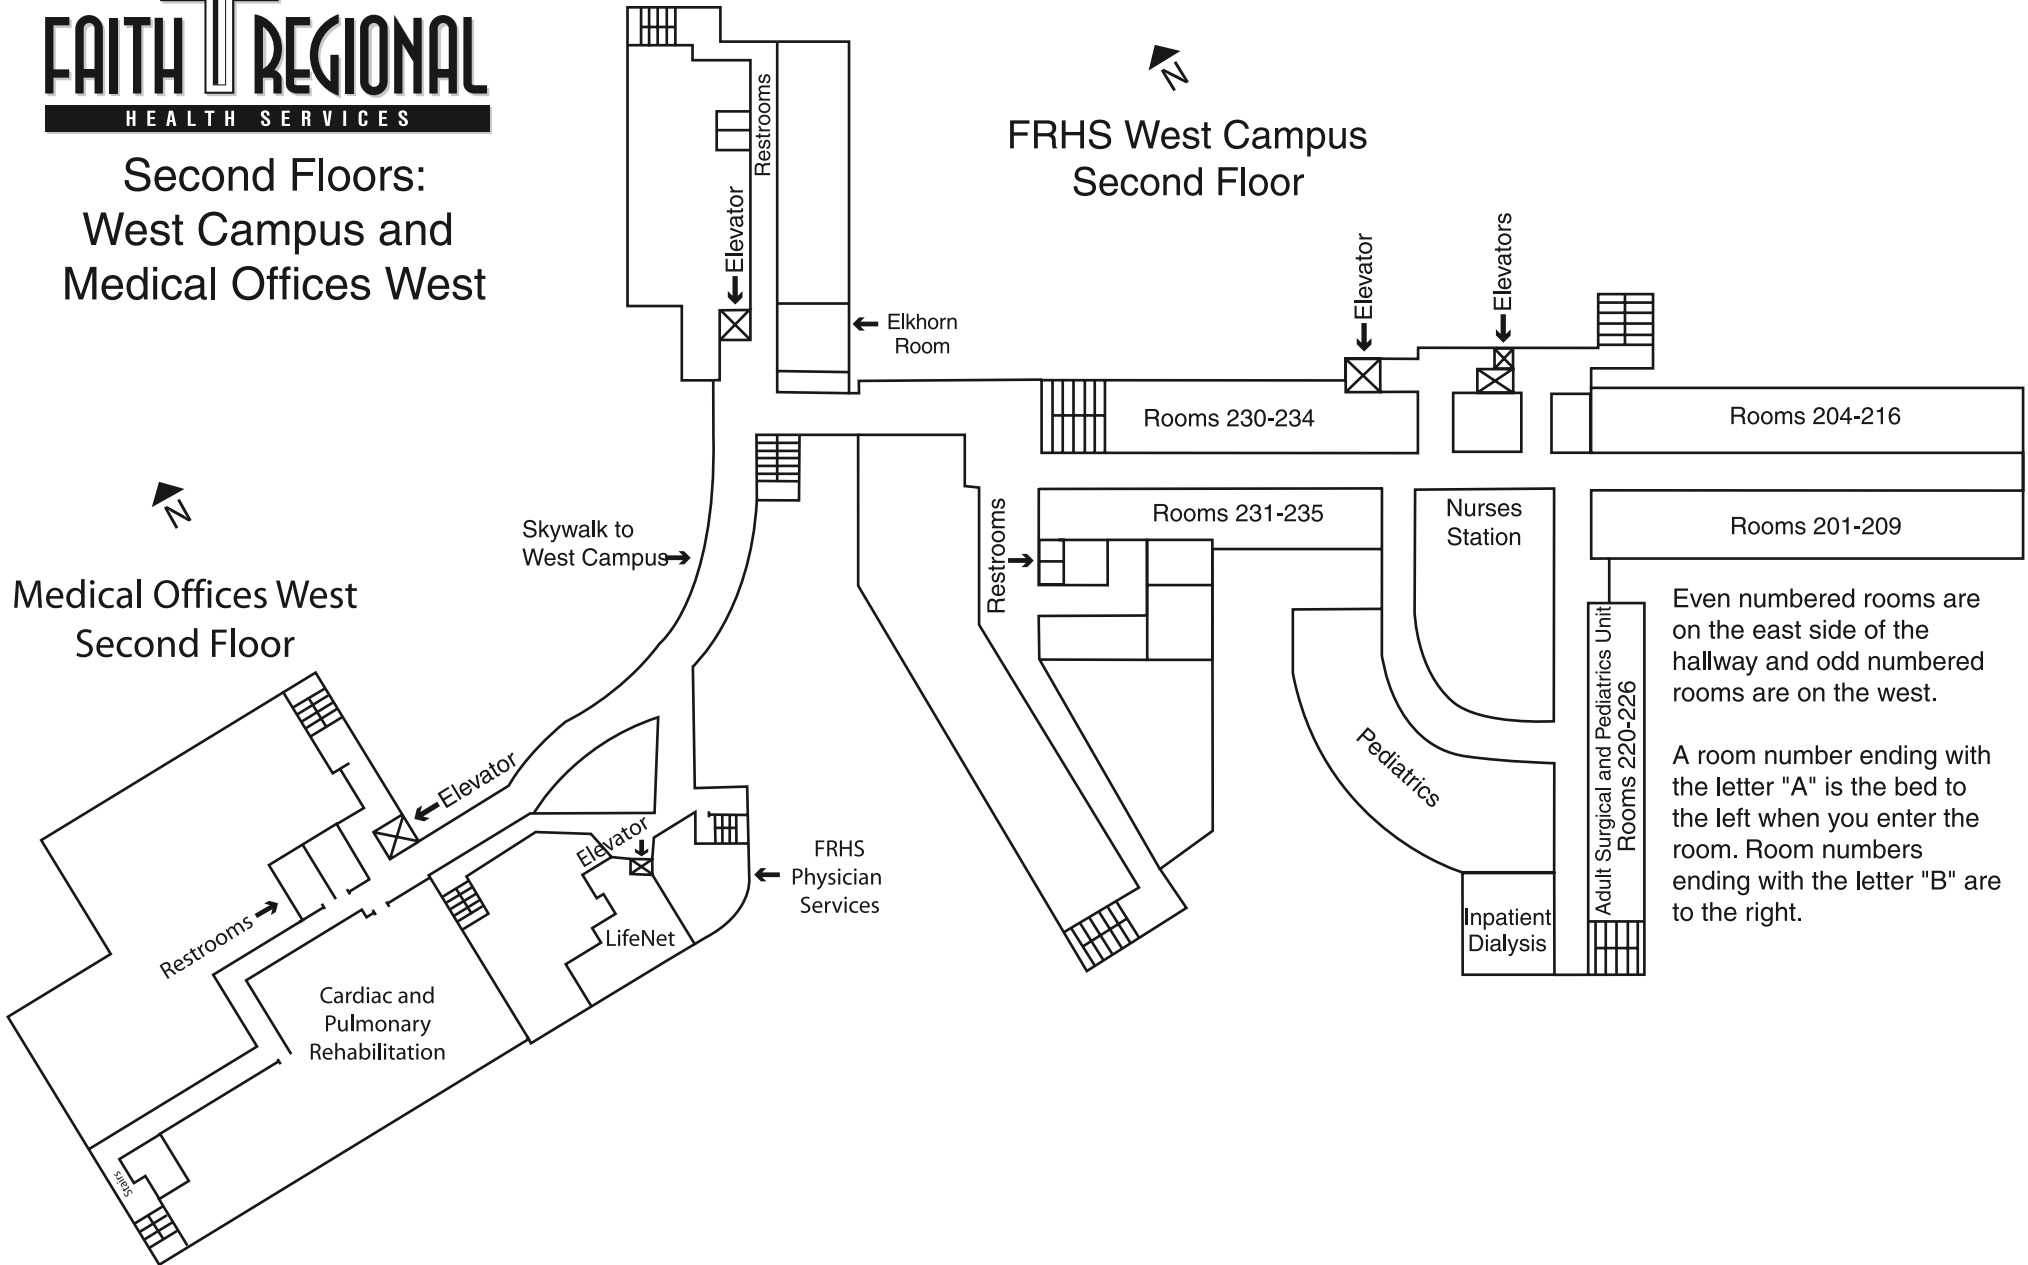 FAITH REGIONAL
HEALTH SERVICES
Second Floors:
West Campus and
Medical Offices West
N
FRHS West Campus
Second Floor
Restrooms
Elevator
Elkhorn
Room
Elevator
Elevators
Rooms 230-234
Rooms 204-216
Rooms 231-235
Nurses
Station
Rooms 201-209
Restrooms
Skywalk to
West Campus
N
Medical Offices West
Second Floor
Even numbered rooms are
on the east side of the
hallway and odd numbered
rooms are on the west.
A room number ending with
the letter "A" is the bed to
the left when you enter the
room. Room numbers
ending with the letter "B" are
to the right.
Adult Surgical and Pediatrics Unit
Rooms 220-226
Pediatrics
Inpatient
Dialysis
Elevator
Elevator
FRHS
Physician
Services
LifeNet
Restrooms
Cardiac and
Pulmonary
Rehabilitation
Stairs